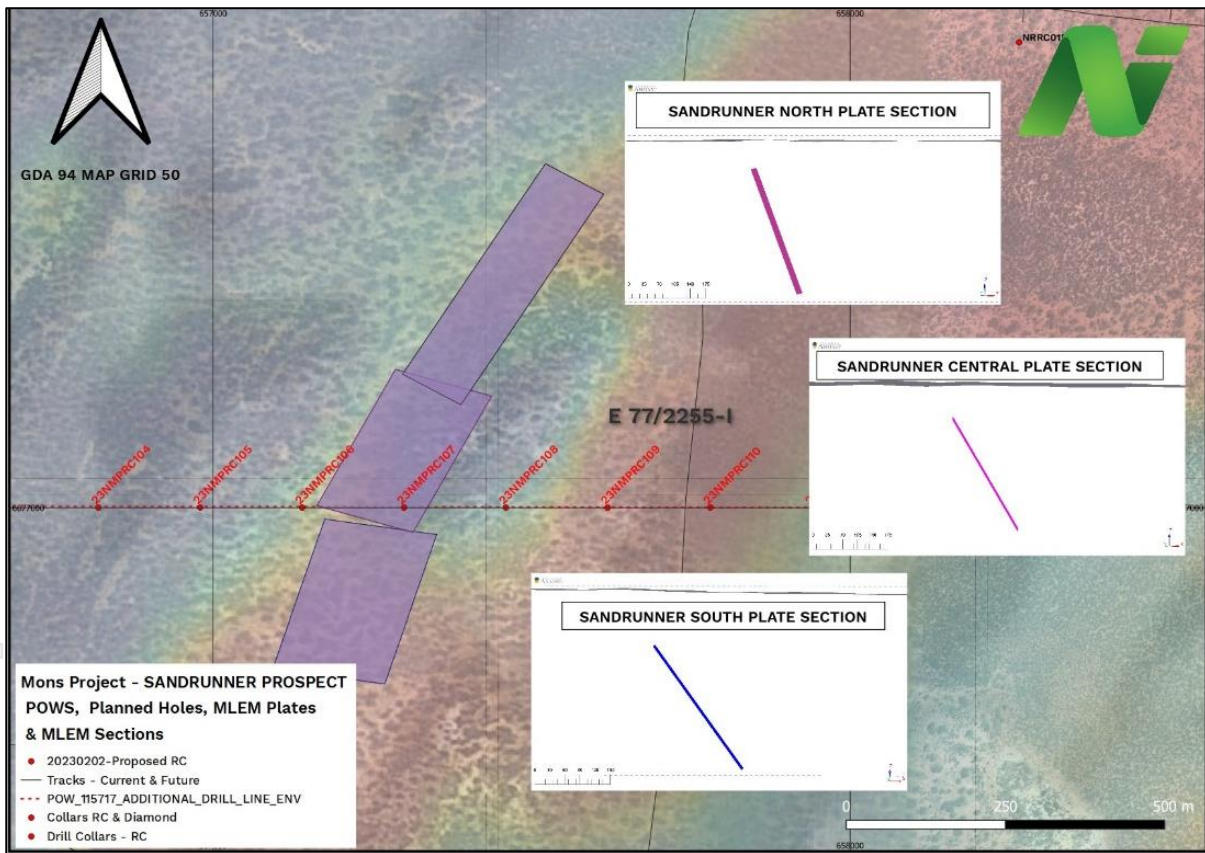 657000
658000
NRRC01
GDA 94 MAP GRID 50
SANDRUNNER NORTH PLATE SECTION
SANDRUNNER CENTRAL PLATE SECTION
E 77/2255-I
23NMPRC104
23NMPRC105
23NMPRC106
23NMPRC107
23NMPRC108
23NMPRC109
23NMPRC110
6677000
SANDRUNNER SOUTH PLATE SECTION
Mons Project - SANDRUNNER PROSPECT
POWS, Planned Holes, MLEM Plates
& MLEM Sections
20230202-Proposed RC
Tracks - Current & Future
POW_115717_ADDITIONAL_DRILL_LINE_ENV
Collars RC & Diamond
Drill Collars - RC
0 250 500 m
658000